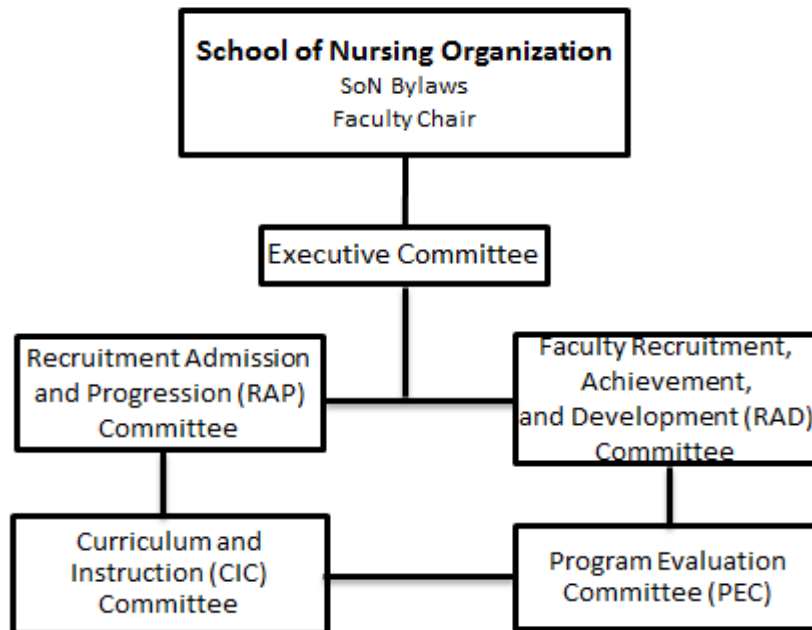 School of Nursing Organization
SoN Bylaws
Faculty Chair
Executive Committee
Recruitment Admission
and Progression (RAP)
Committee
Faculty Recruitment,
Achievement,
and Development (RAD)
Committee
Curriculum and
Instruction (CIC)
Committee
Program Evaluation
Committee (PEC)